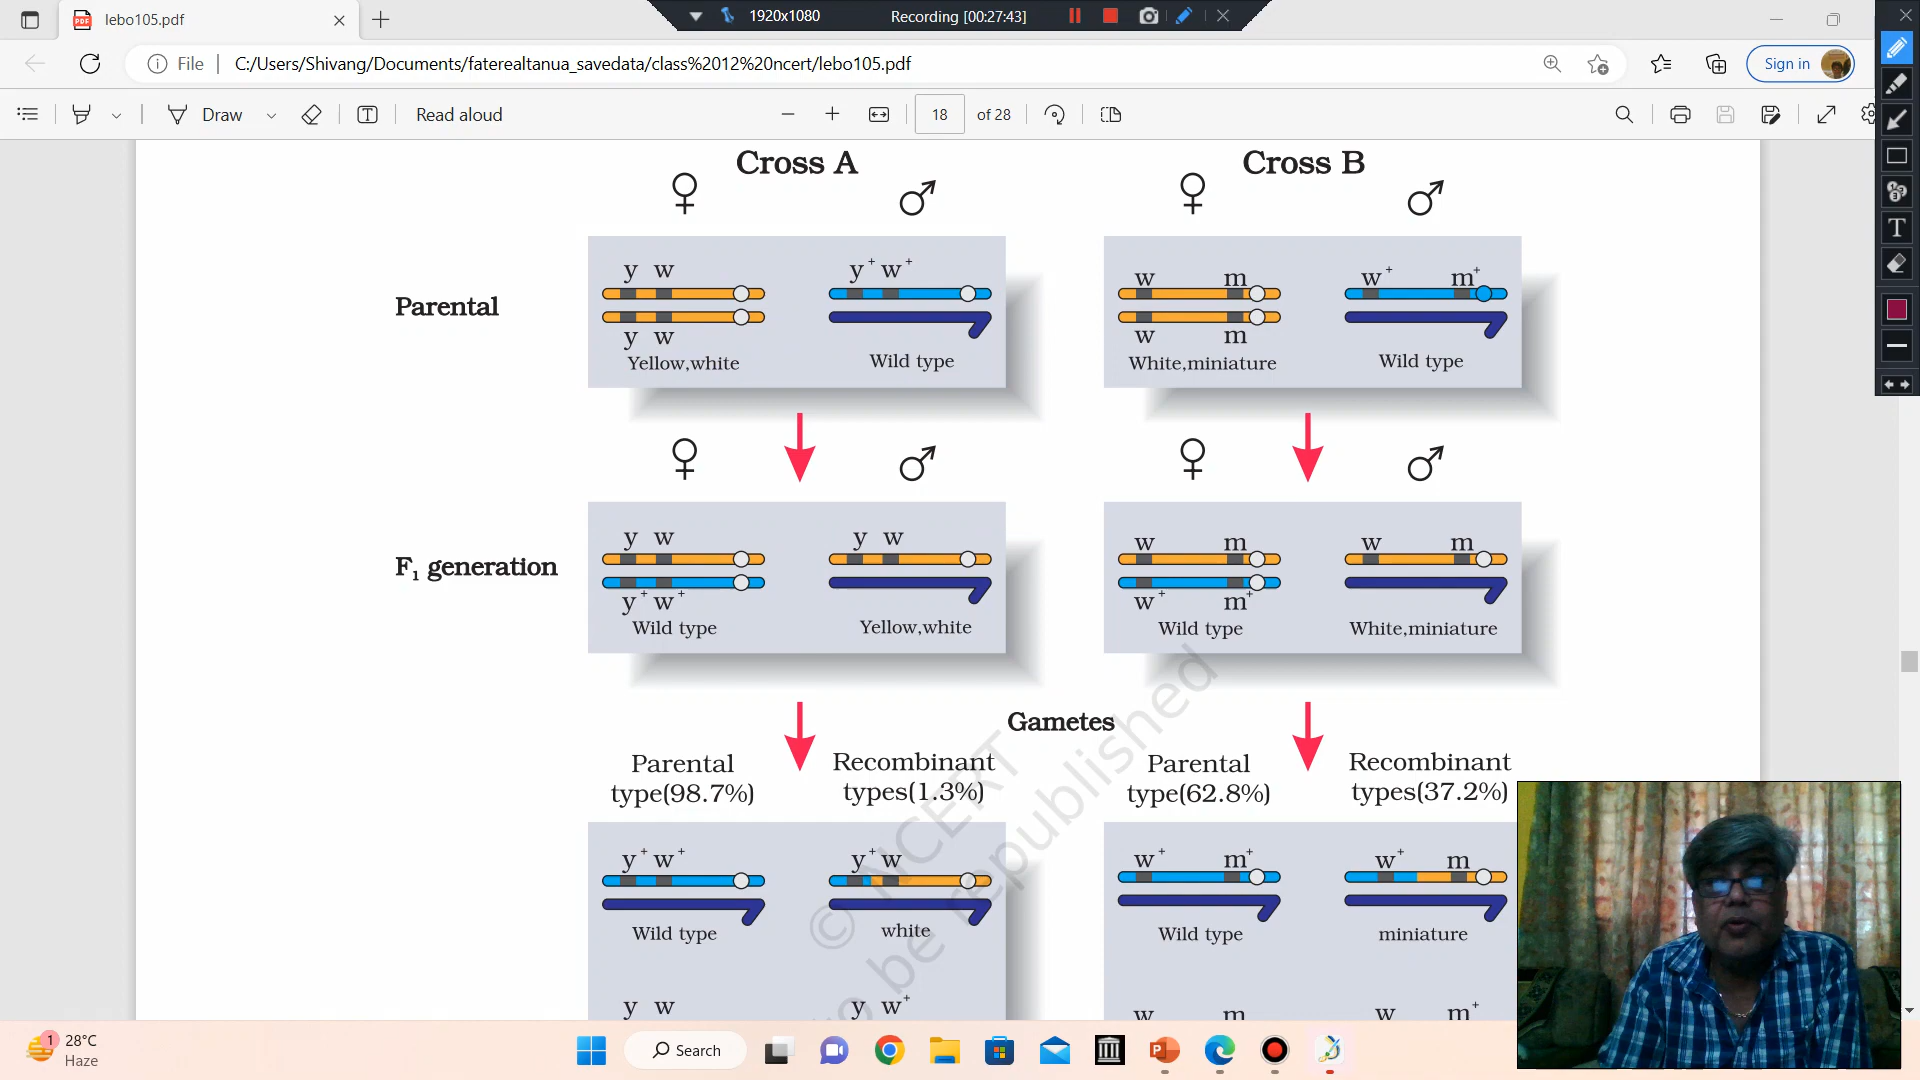 lebo105.pdf
1920x1080
Recording [00:27:43]
File
C:/Users/Shivang/Documents/faterealtanua_savedata/class%2012%20ncert/lebo105.pdf
Sign in
Draw
Read aloud
18
of 28
Cross A
Cross B
♀ ♂ ♀ ♂
Parental
y w
y+ w+
w m
w+ m+
y w
w m
Yellow,white
Wild type
White,miniature
Wild type
♀ ♂ ♀ ♂
F1 generation
y w
y w
w m
w m
y+ w+
w+ m+
Wild type
Yellow,white
Wild type
White,miniature
Gametes
Parental
type(98.7%)
Recombinant
types(1.3%)
Parental
type(62.8%)
Recombinant
types(37.2%)
y+ w+
y+ w
w+ m+
w+ m
Wild type
white
Wild type
miniature
y w
y w+
w m
w m+
© NCERT
to be republished
1
28°C
Haze
Search